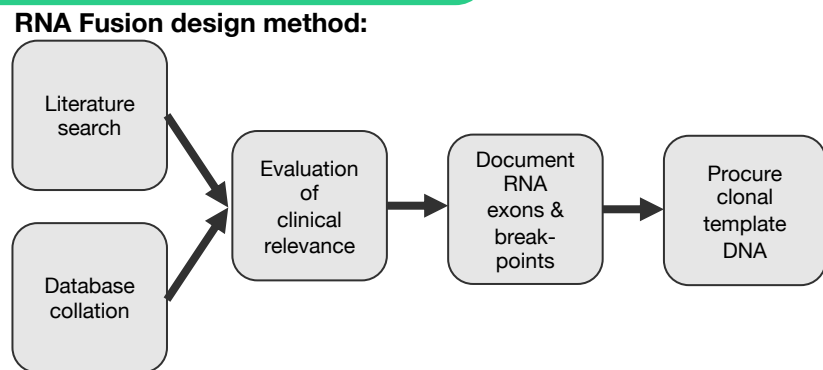 RNA Fusion design method:
Literature
search
Database
collation
Evaluation
of
clinical
relevance
Document
RNA
exons &
break-
points
Procure
clonal
template
DNA